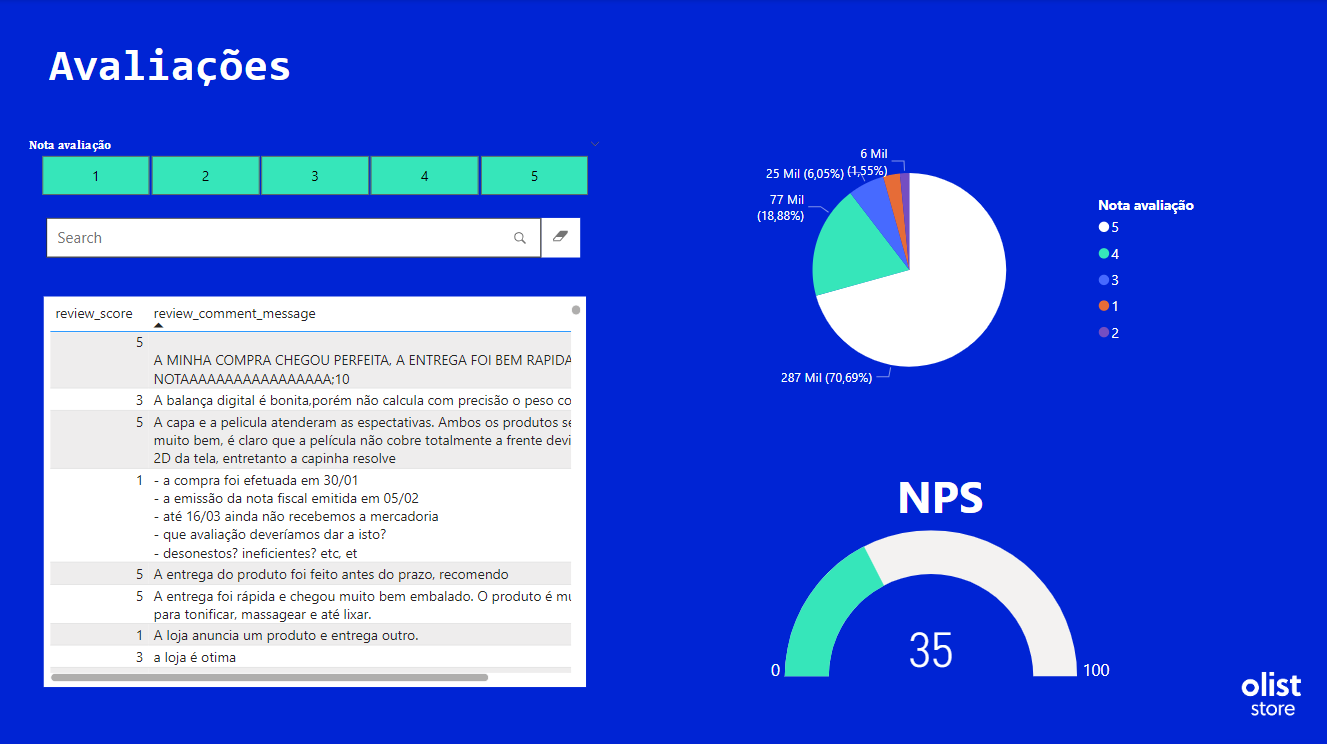 Avaliações
Nota avaliação
1
2
3
4
5
Search
review_score
review_comment_message
5
A MINHA COMPRA CHEGOU PERFEITA, A ENTREGA FOI BEM RAPIDA
NOTAAAAAAAAAAAAAAAAA;10
3 A balança digital é bonita,porém não calcula com precisão o peso co
5 A capa e a pelicula atenderam as espectativas. Ambos os produtos se
muito bem, é claro que a película não cobre totalmente a frente devi
2D da tela, entretanto a capinha resolve
1 - a compra foi efetuada em 30/01
- a emissão da nota fiscal emitida em 05/02
- até 16/03 ainda não recebemos a mercadoria
- que avaliação deveríamos dar a isto?
- desonestos? ineficientes? etc, et
5 A entrega do produto foi feito antes do prazo, recomendo
5 A entrega foi rápida e chegou muito bem embalado. O produto é mu
para tonificar, massagear e até lixar.
1 A loja anuncia um produto e entrega outro.
3 a loja é otima
6 Mil
(1,55%)
25 Mil (6,05%)
77 Mil
(18,88%)
287 Mil (70,69%)
Nota avaliação
5
4
3
1
2
NPS
35
0
100
olist
store